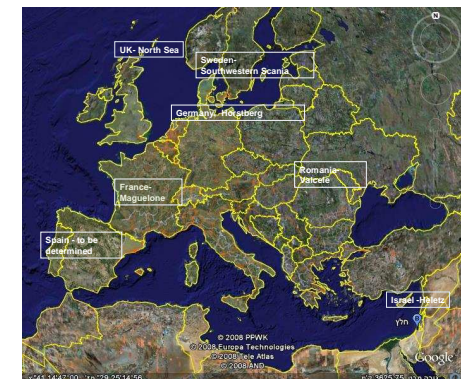 N
UK- North Sea
Sweden-
Southwestern Scania
Germany, Horstberg
Romania-
Valcele
France-
Maguelone
Spain - to be
determined
Israel -Heletz
חלץ
© 2008 PPWK
© 2008 Europa Technologies
© 2008 Tele Atlas
© 2008 AND
Google